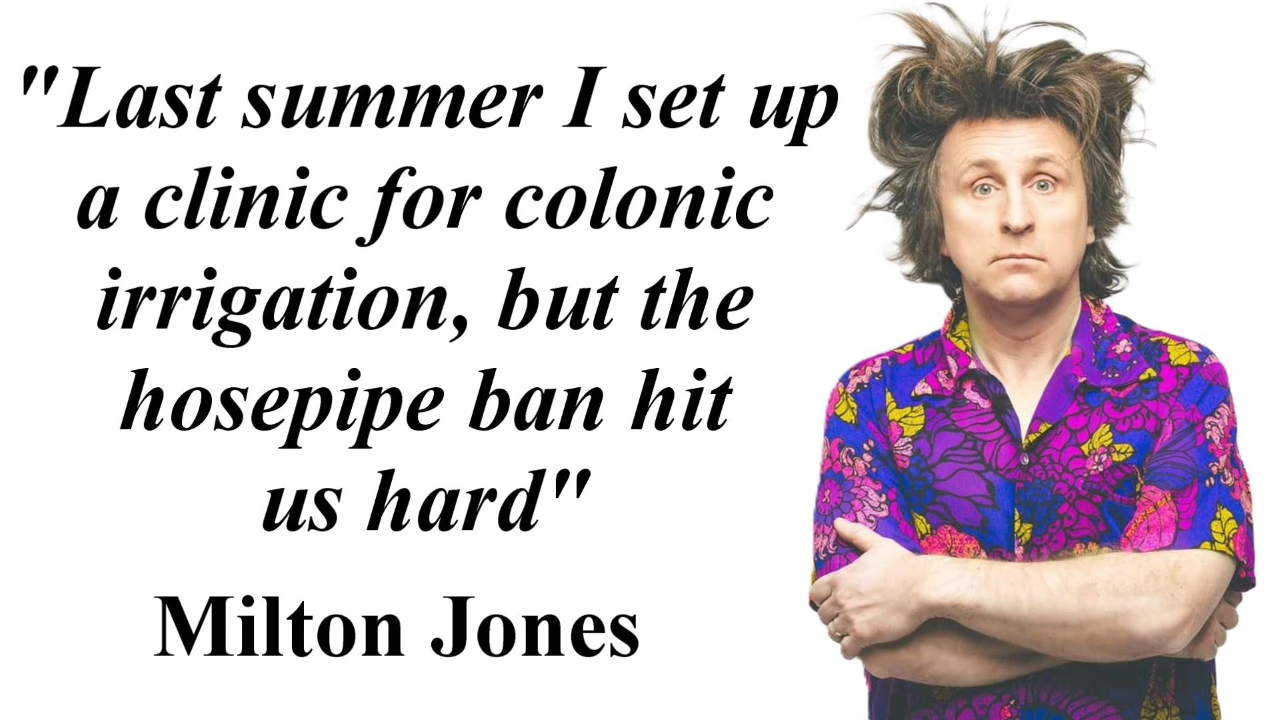 "Last summer I set up
a clinic for colonic
irrigation, but the
hosepipe ban hit
us hard"
Milton Jones